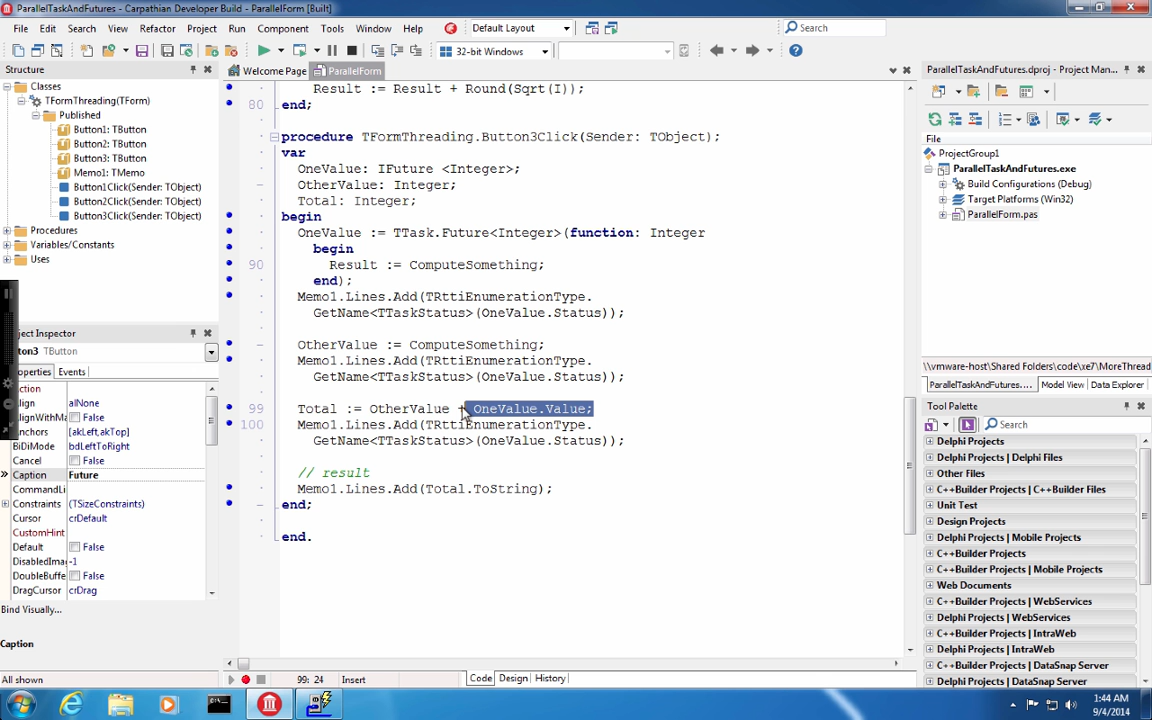 ParallelTaskAndFutures - Carpathian Developer Build - ParallelForm [Built]
File Edit Search View Refactor Project Run Component Tools Window Help
Default Layout
Search
32-bit Windows
Structure
Classes
TFormThreading(TForm)
Published
Button1: TButton
Button2: TButton
Button3: TButton
Memo1: TMemo
Button1Click(Sender: TObject)
Button2Click(Sender: TObject)
Button3Click(Sender: TObject)
Procedures
Variables/Constants
Uses
ject Inspector
ton3 TButton
operties Events
Action
lign alNone
lignWithMa False
nchors [akLeft,akTop]
BiDiMode bdLeftToRight
Cancel False
Caption Future
CommandLi
Constraints (TSizeConstraints)
Cursor crDefault
CustomHint
Default False
DisabledIma -1
DoubleBuffe False
DragCursor crDrag
Bind Visually...
Caption
All shown
Welcome Page ParallelForm
Result := Result + Round(Sqrt(I));
80 end;
procedure TFormThreading.Button3Click(Sender: TObject);
var
OneValue: IFuture <Integer>;
OtherValue: Integer;
Total: Integer;
begin
OneValue := TTask.Future<Integer>(function: Integer
begin
90 Result := ComputeSomething;
end);
Memo1.Lines.Add(TRttiEnumerationType.
GetName<TTaskStatus>(OneValue.Status));
OtherValue := ComputeSomething;
Memo1.Lines.Add(TRttiEnumerationType.
GetName<TTaskStatus>(OneValue.Status));
99 Total := OtherValue + OneValue.Value;
100 Memo1.Lines.Add(TRttiEnumerationType.
GetName<TTaskStatus>(OneValue.Status));
// result
Memo1.Lines.Add(Total.ToString);
end;
end.
99: 24 Insert
Code Design History
ParallelTaskAndFutures.dproj - Project Man...
File
ProjectGroup1
ParallelTaskAndFutures.exe
Build Configurations (Debug)
Target Platforms (Win32)
ParallelForm.pas
\\vmware-host\Shared Folders\code\xe7\MoreThread
ParallelTaskAndFutures.... Model View Data Explorer
Tool Palette
Search
Delphi Projects
Delphi Projects | Delphi Files
Other Files
C++Builder Projects | C++Builder Files
Unit Test
Design Projects
Delphi Projects | Mobile Projects
C++Builder Projects
C++Builder Projects | Mobile Projects
Web Documents
C++Builder Projects | WebServices
Delphi Projects | WebServices
C++Builder Projects | IntraWeb
Delphi Projects | IntraWeb
C++Builder Projects | DataSnap Server
Delphi Projects | DataSnap Server
1:44 AM
9/4/2014